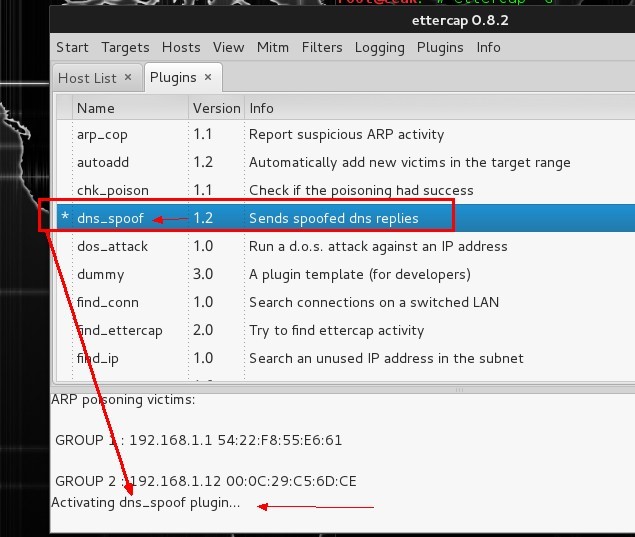 ettercap 0.8.2
Start Targets Hosts View Mitm Filters Logging Plugins Info
Host List × Plugins ×
Name Version Info
arp_cop 1.1 Report suspicious ARP activity
autoadd 1.2 Automatically add new victims in the target range
chk_poison 1.1 Check if the poisoning had success
* dns_spoof 1.2 Sends spoofed dns replies
dos_attack 1.0 Run a d.o.s. attack against an IP address
dummy 3.0 A plugin template (for developers)
find_conn 1.0 Search connections on a switched LAN
find_ettercap 2.0 Try to find ettercap activity
find_ip 1.0 Search an unused IP address in the subnet
ARP poisoning victims:
GROUP 1 : 192.168.1.1 54:22:F8:55:E6:61
GROUP 2 : 192.168.1.12 00:0C:29:C5:6D:CE
Activating dns_spoof plugin...